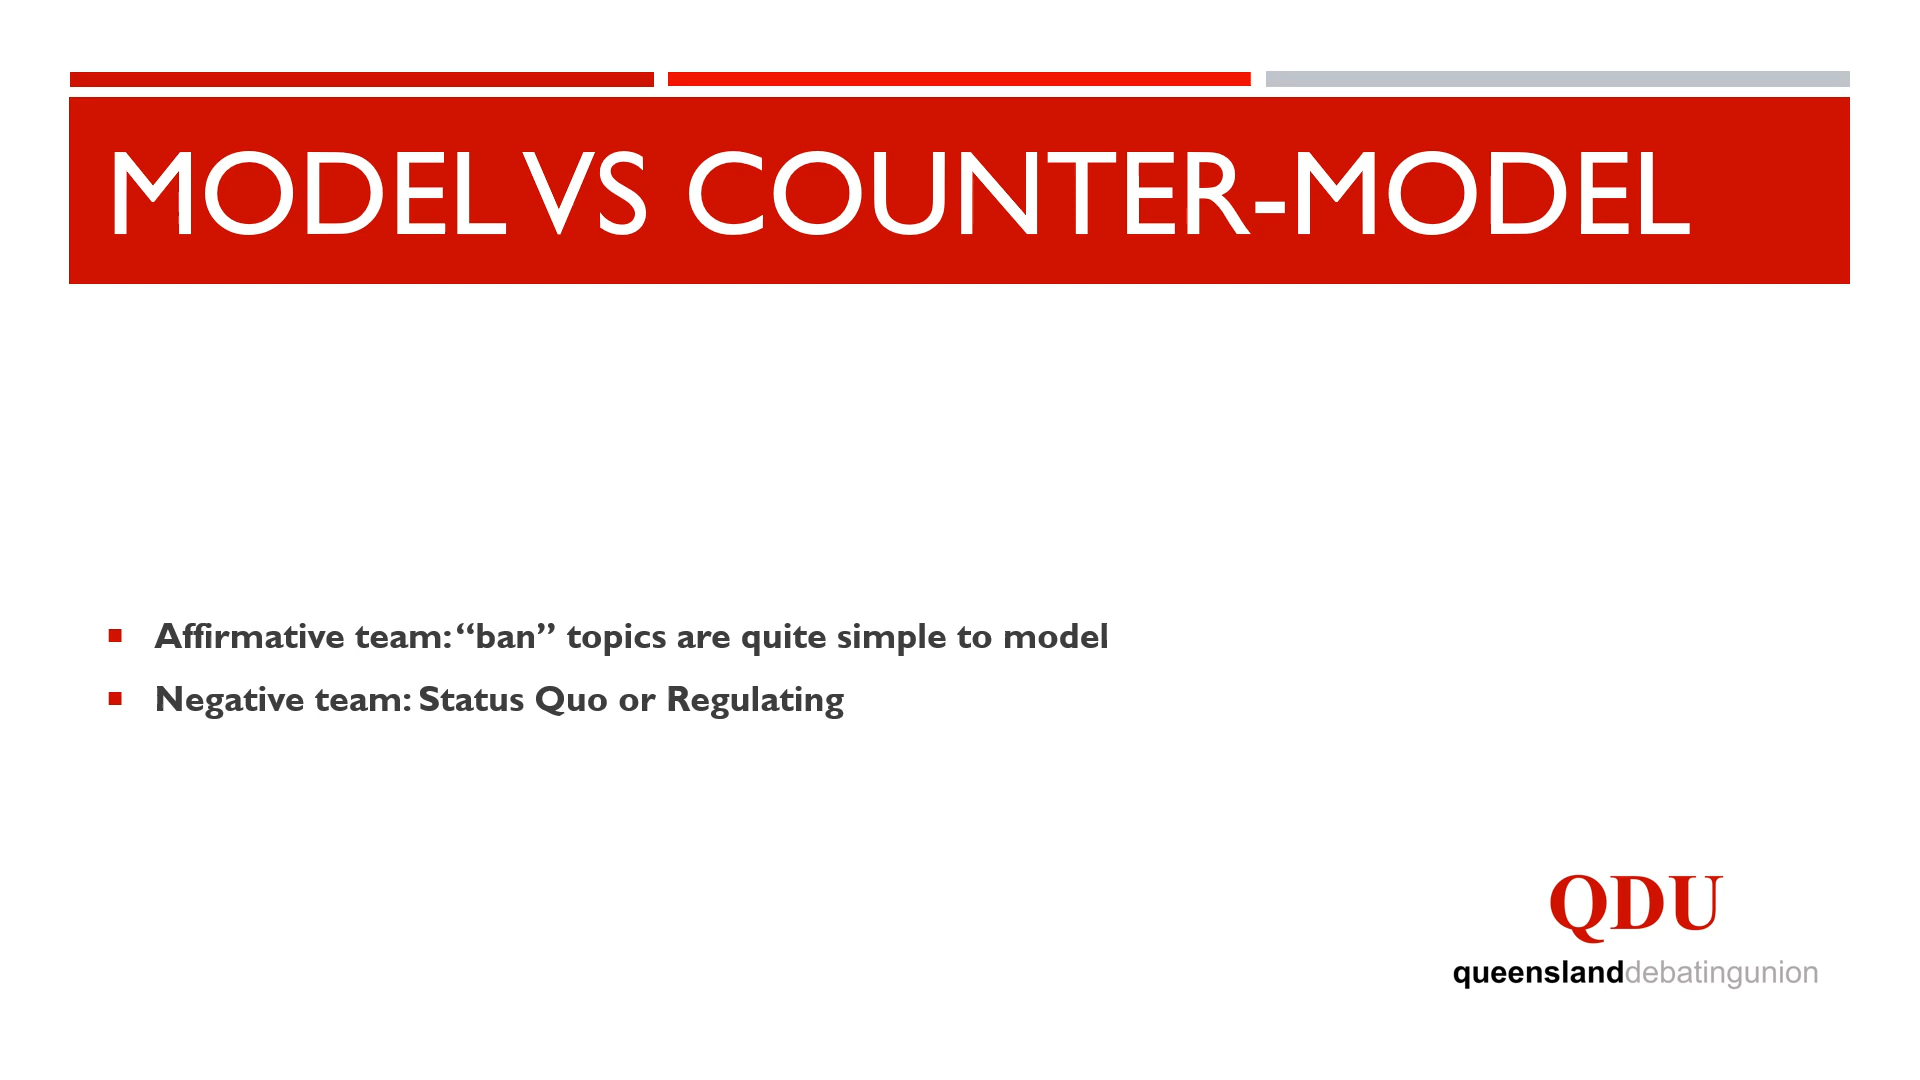 MODEL VS COUNTER-MODEL
Affirmative team: “ban” topics are quite simple to model
Negative team: Status Quo or Regulating
QDU
queenslanddebatingunion